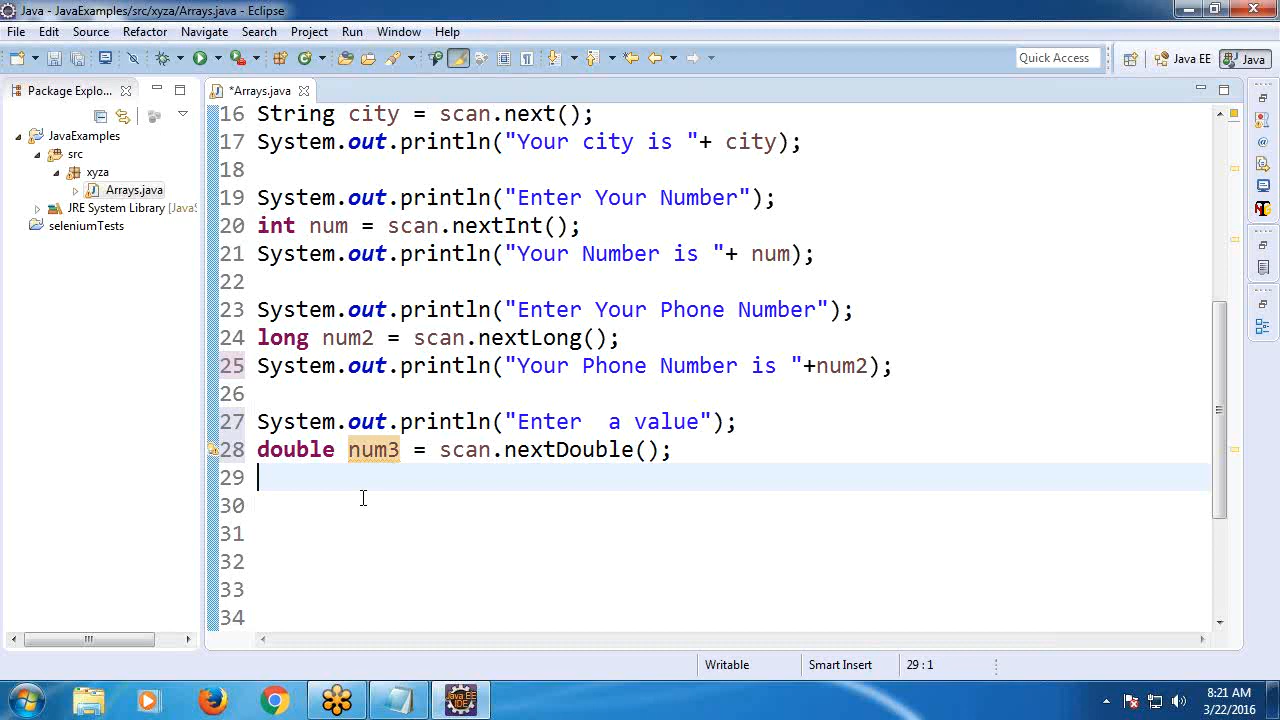 Java - JavaExamples/src/xyza/Arrays.java - Eclipse
File Edit Source Refactor Navigate Search Project Run Window Help
Quick Access
Java EE
Java
Package Explo...
*Arrays.java
JavaExamples
src
xyza
Arrays.java
JRE System Library [JavaS
seleniumTests
16 String city = scan.next();
17 System.out.println("Your city is "+ city);
18
19 System.out.println("Enter Your Number");
20 int num = scan.nextInt();
21 System.out.println("Your Number is "+ num);
22
23 System.out.println("Enter Your Phone Number");
24 long num2 = scan.nextLong();
25 System.out.println("Your Phone Number is "+num2);
26
27 System.out.println("Enter  a value");
28 double num3 = scan.nextDouble();
29
30
31
32
33
34
Writable Smart Insert 29 : 1
Java EE
IDE
8:21 AM
3/22/2016